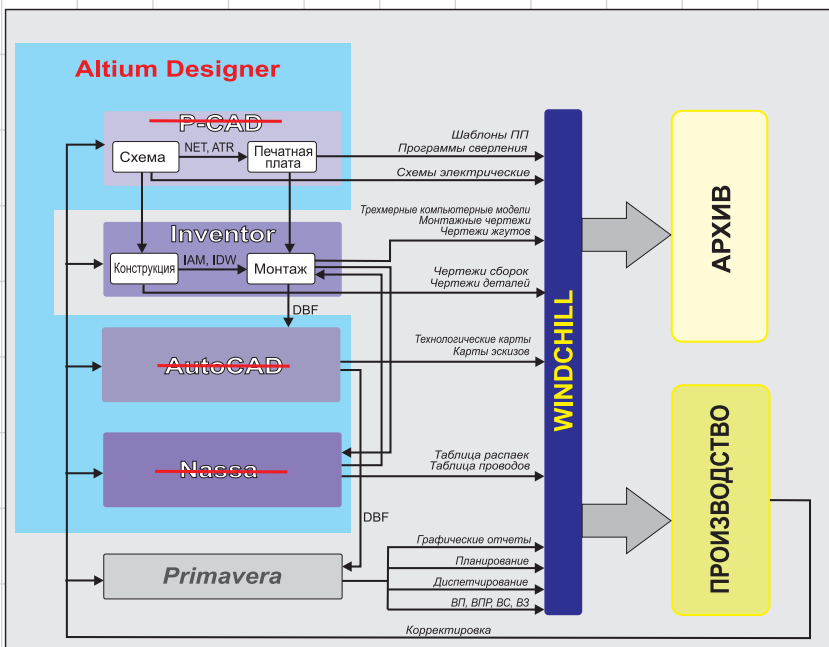 Altium Designer
P-CAD
Схема
NET, ATR
Печатная
плата
Шаблоны ПП
Программы сверления
Схемы электрические
Inventor
Конструкция
IAM, IDW
Монтаж
Трехмерные компьютерные модели
Монтажные чертежи
Чертежи жгутов
Чертежи сборок
Чертежи деталей
DBF
AutoCAD
Технологические карты
Карты эскизов
Nassa
Таблица распаек
Таблица проводов
DBF
Primavera
Графические отчеты
Планирование
Диспетчирование
ВП, ВПР, ВС, ВЗ
Корректировка
WINDCHILL
АРХИВ
ПРОИЗВОДСТВО